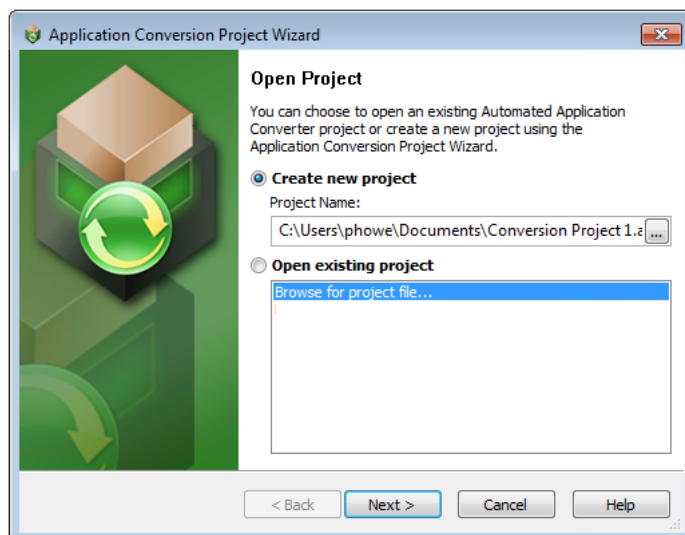 Application Conversion Project Wizard
Open Project
You can choose to open an existing Automated Application
Converter project or create a new project using the
Application Conversion Project Wizard.
Create new project
Project Name:
C:\Users\phowe\Documents\Conversion Project 1.a
...
Open existing project
Browse for project file...
< Back
Next >
Cancel
Help